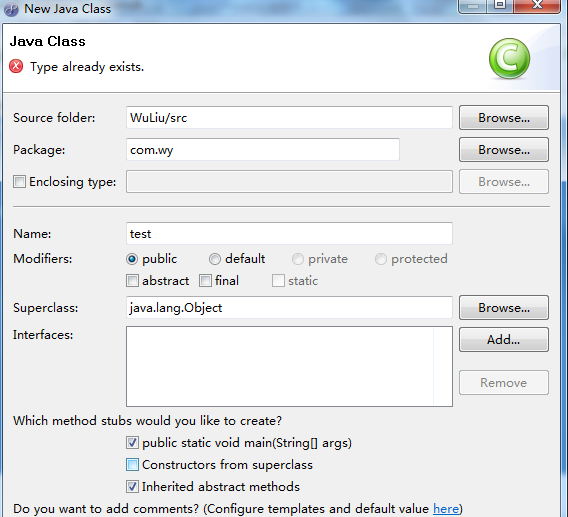 New Java Class
Java Class
Type already exists.
Source folder: WuLiu/src Browse...
Package: com.wy Browse...
Enclosing type: Browse...
Name: test
Modifiers: public default private protected
abstract final static
Superclass: java.lang.Object Browse...
Interfaces: Add...
Remove
Which method stubs would you like to create?
public static void main(String[] args)
Constructors from superclass
Inherited abstract methods
Do you want to add comments? (Configure templates and default value here)